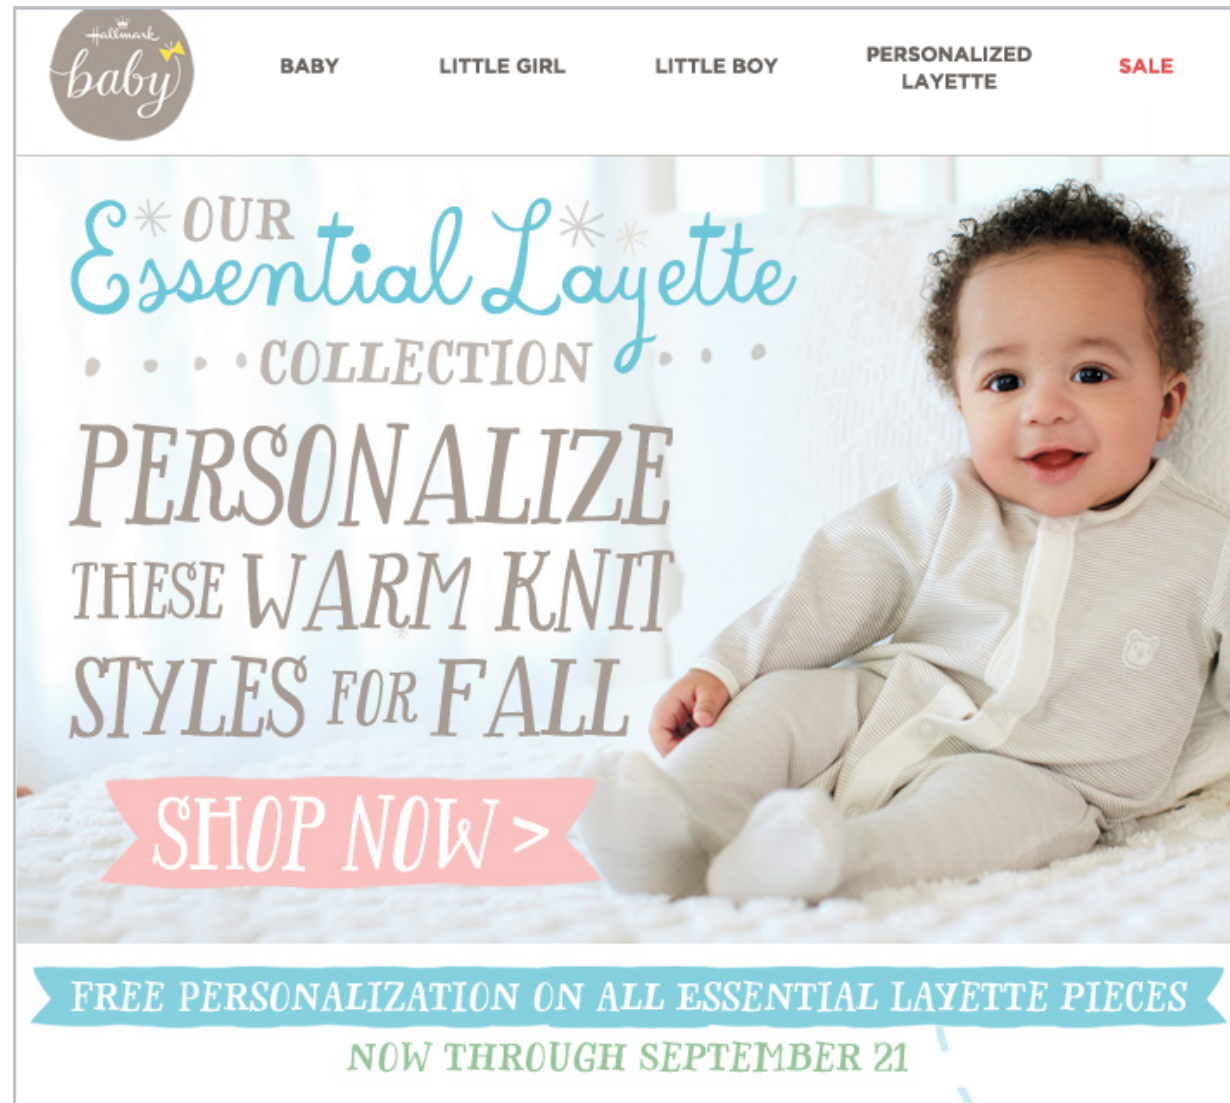 Hallmark
baby
BABY
LITTLE GIRL
LITTLE BOY
PERSONALIZED
LAYETTE
SALE
OUR
Essential Layette
COLLECTION
PERSONALIZE
THESE WARM KNIT
STYLES FOR FALL
SHOP NOW >
FREE PERSONALIZATION ON ALL ESSENTIAL LAYETTE PIECES
NOW THROUGH SEPTEMBER 21